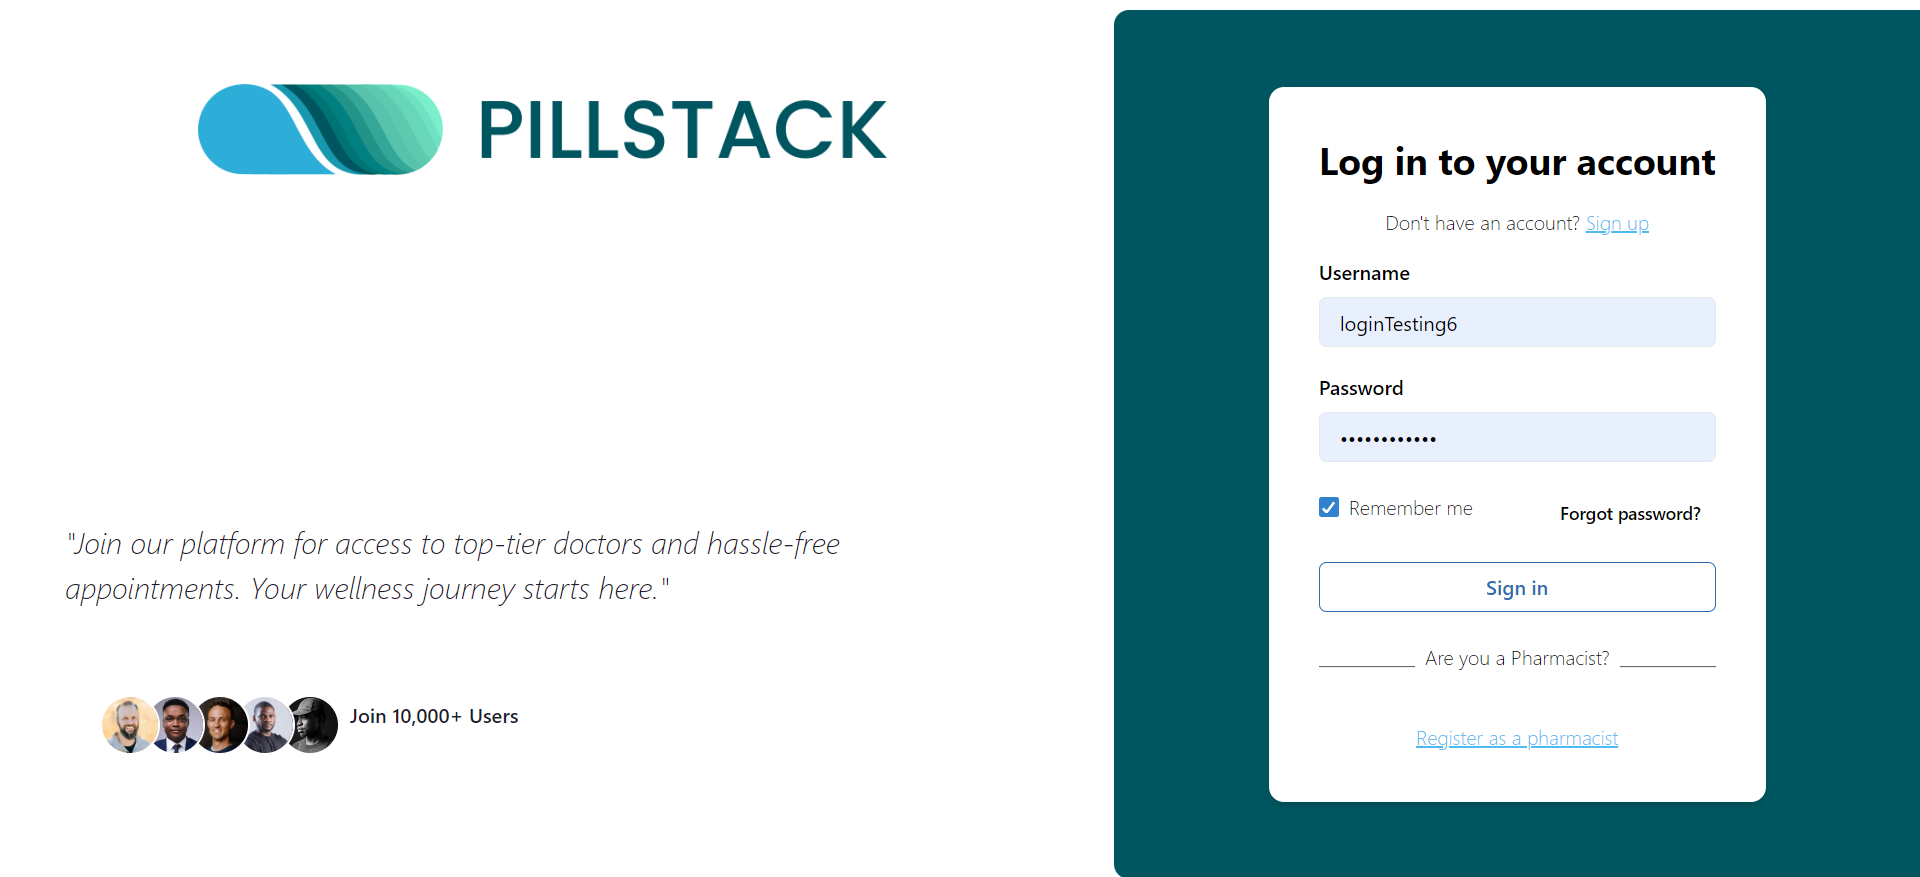 PILLSTACK
"Join our platform for access to top-tier doctors and hassle-free
appointments. Your wellness journey starts here."
Join 10,000+ Users
Log in to your account
Don't have an account? Sign up
Username
loginTesting6
Password
••••••••••••
Remember me
Forgot password?
Sign in
Are you a Pharmacist?
Register as a pharmacist